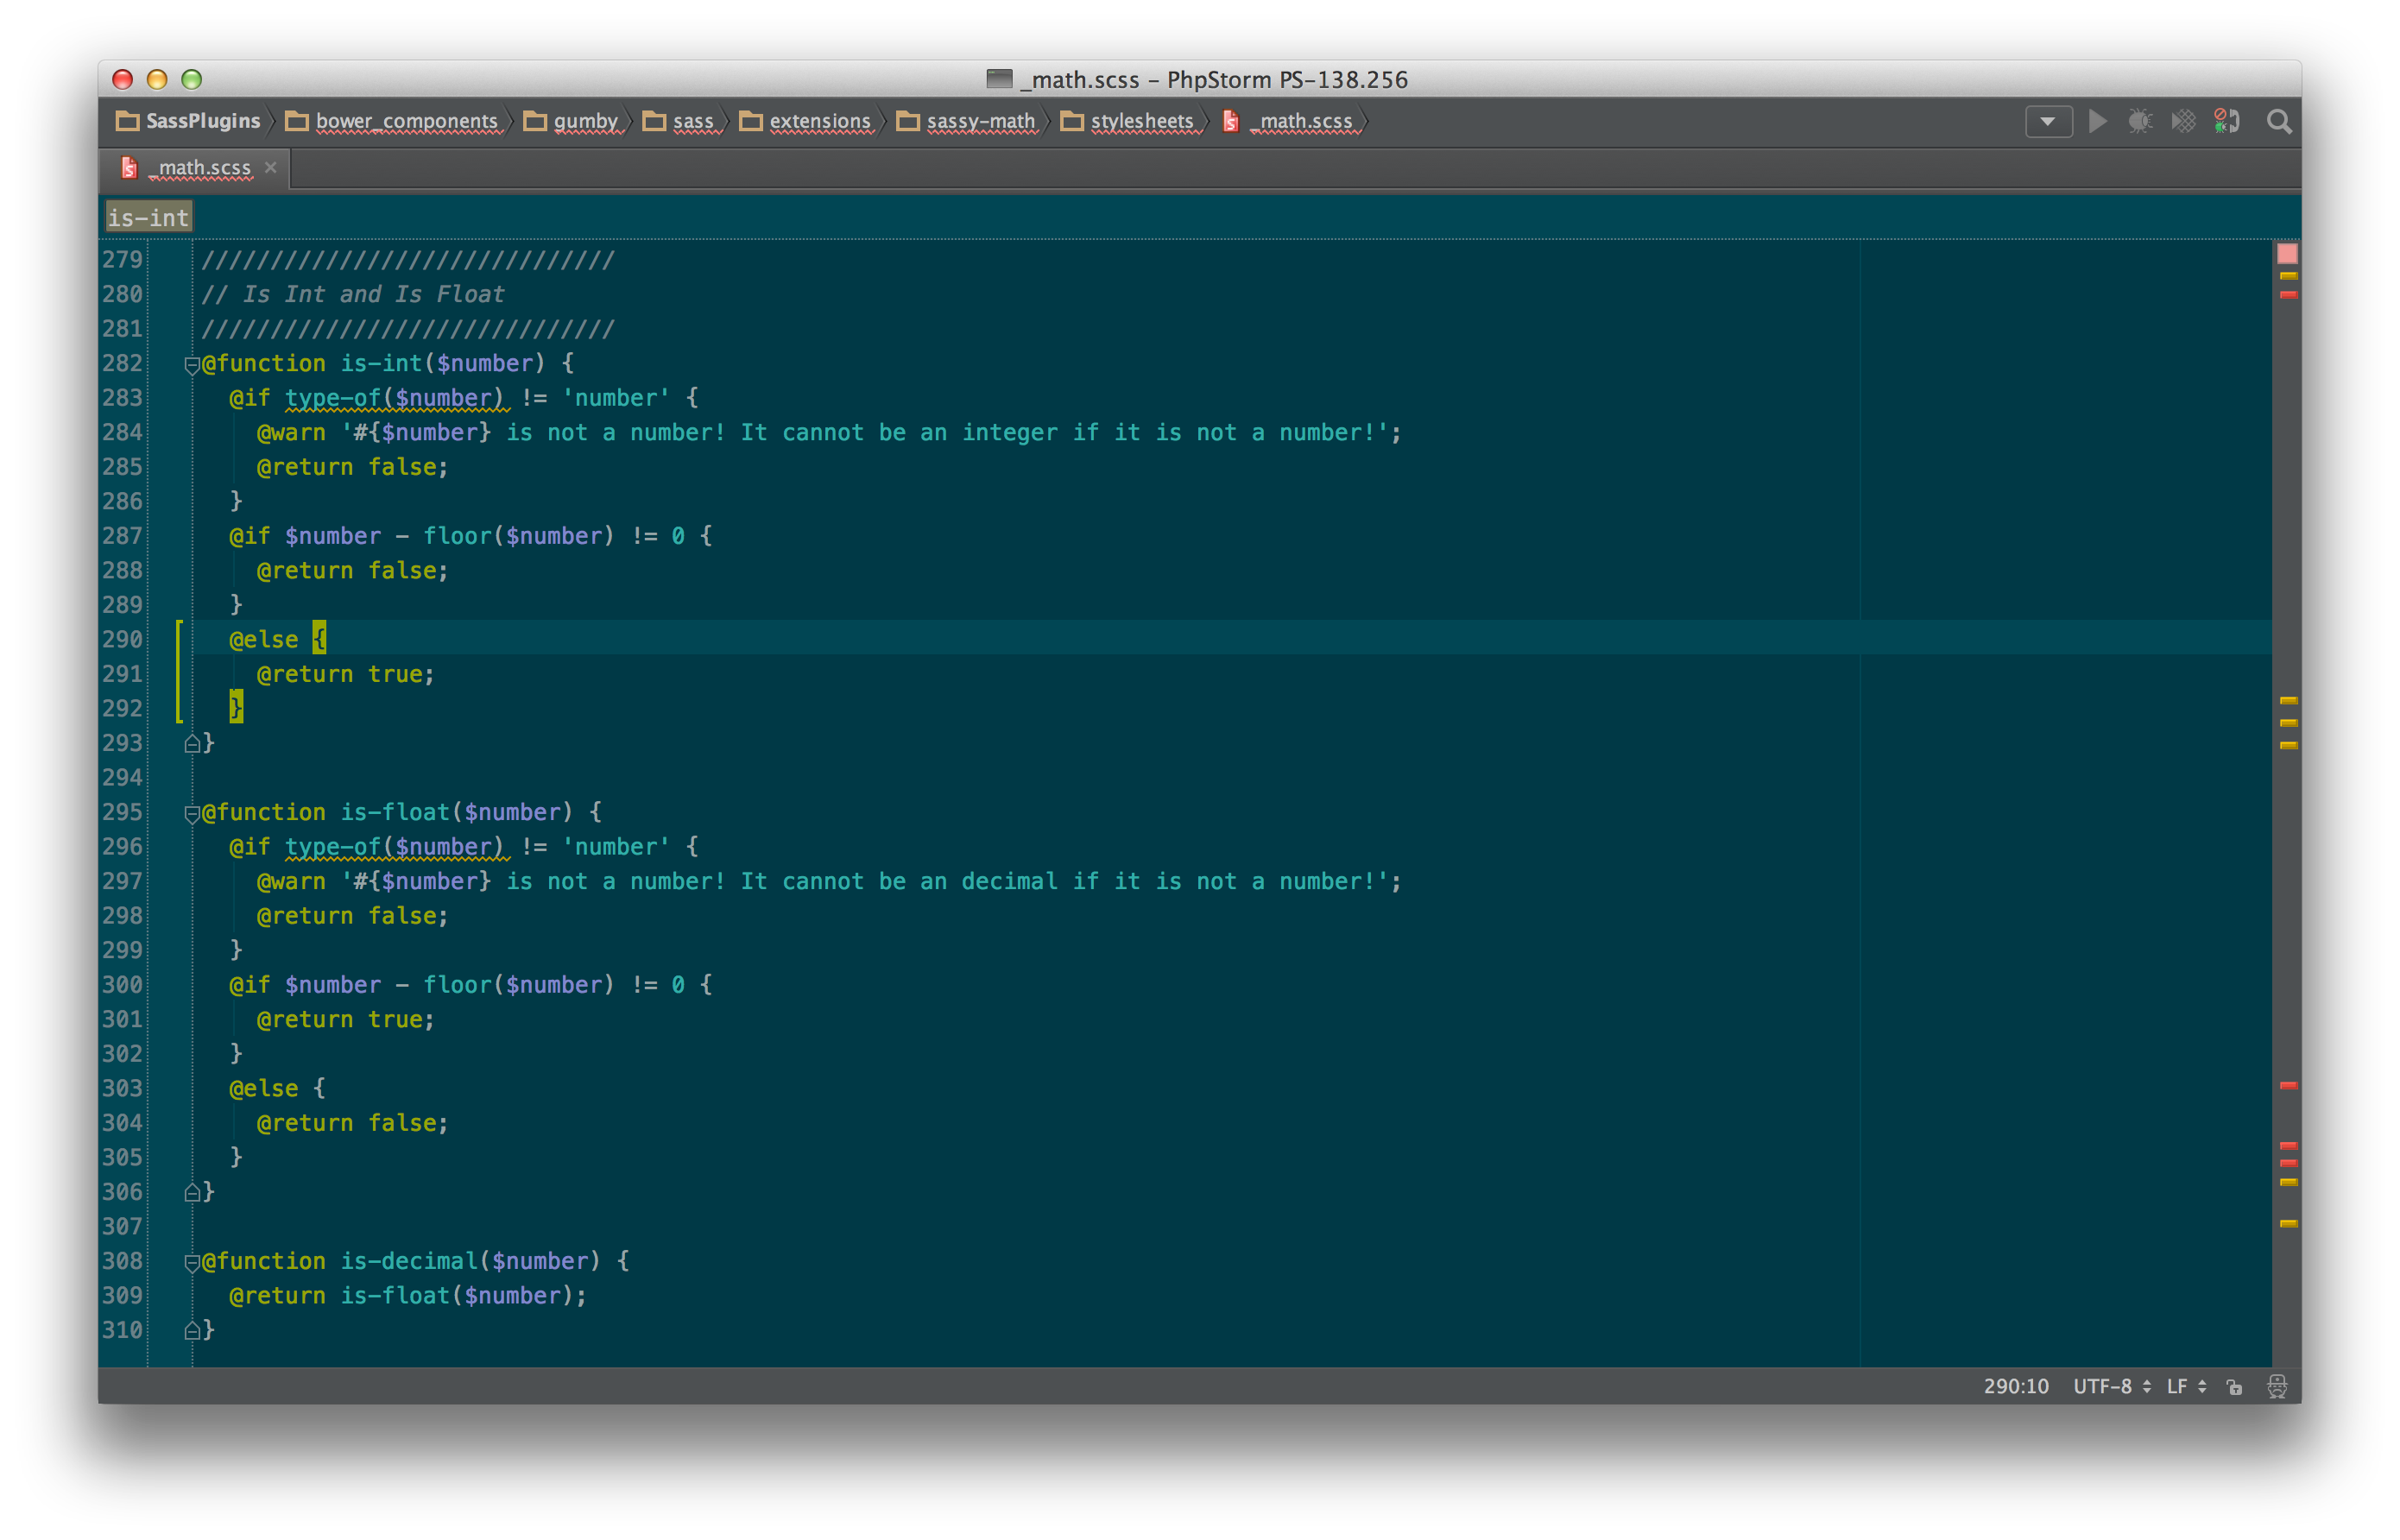 _math.scss – PhpStorm PS-138.256
SassPlugins bower_components gumby sass extensions sassy-math stylesheets _math.scss
_math.scss
is-int
279 //////////////////////////////
280 // Is Int and Is Float
281 //////////////////////////////
282 @function is-int($number) {
283 @if type-of($number) != 'number' {
284 @warn '#{$number} is not a number! It cannot be an integer if it is not a number!';
285 @return false;
286 }
287 @if $number - floor($number) != 0 {
288 @return false;
289 }
290 @else {
291 @return true;
292 }
293 }
294
295 @function is-float($number) {
296 @if type-of($number) != 'number' {
297 @warn '#{$number} is not a number! It cannot be an decimal if it is not a number!';
298 @return false;
299 }
300 @if $number - floor($number) != 0 {
301 @return true;
302 }
303 @else {
304 @return false;
305 }
306 }
307
308 @function is-decimal($number) {
309 @return is-float($number);
310 }
290:10 UTF-8 LF